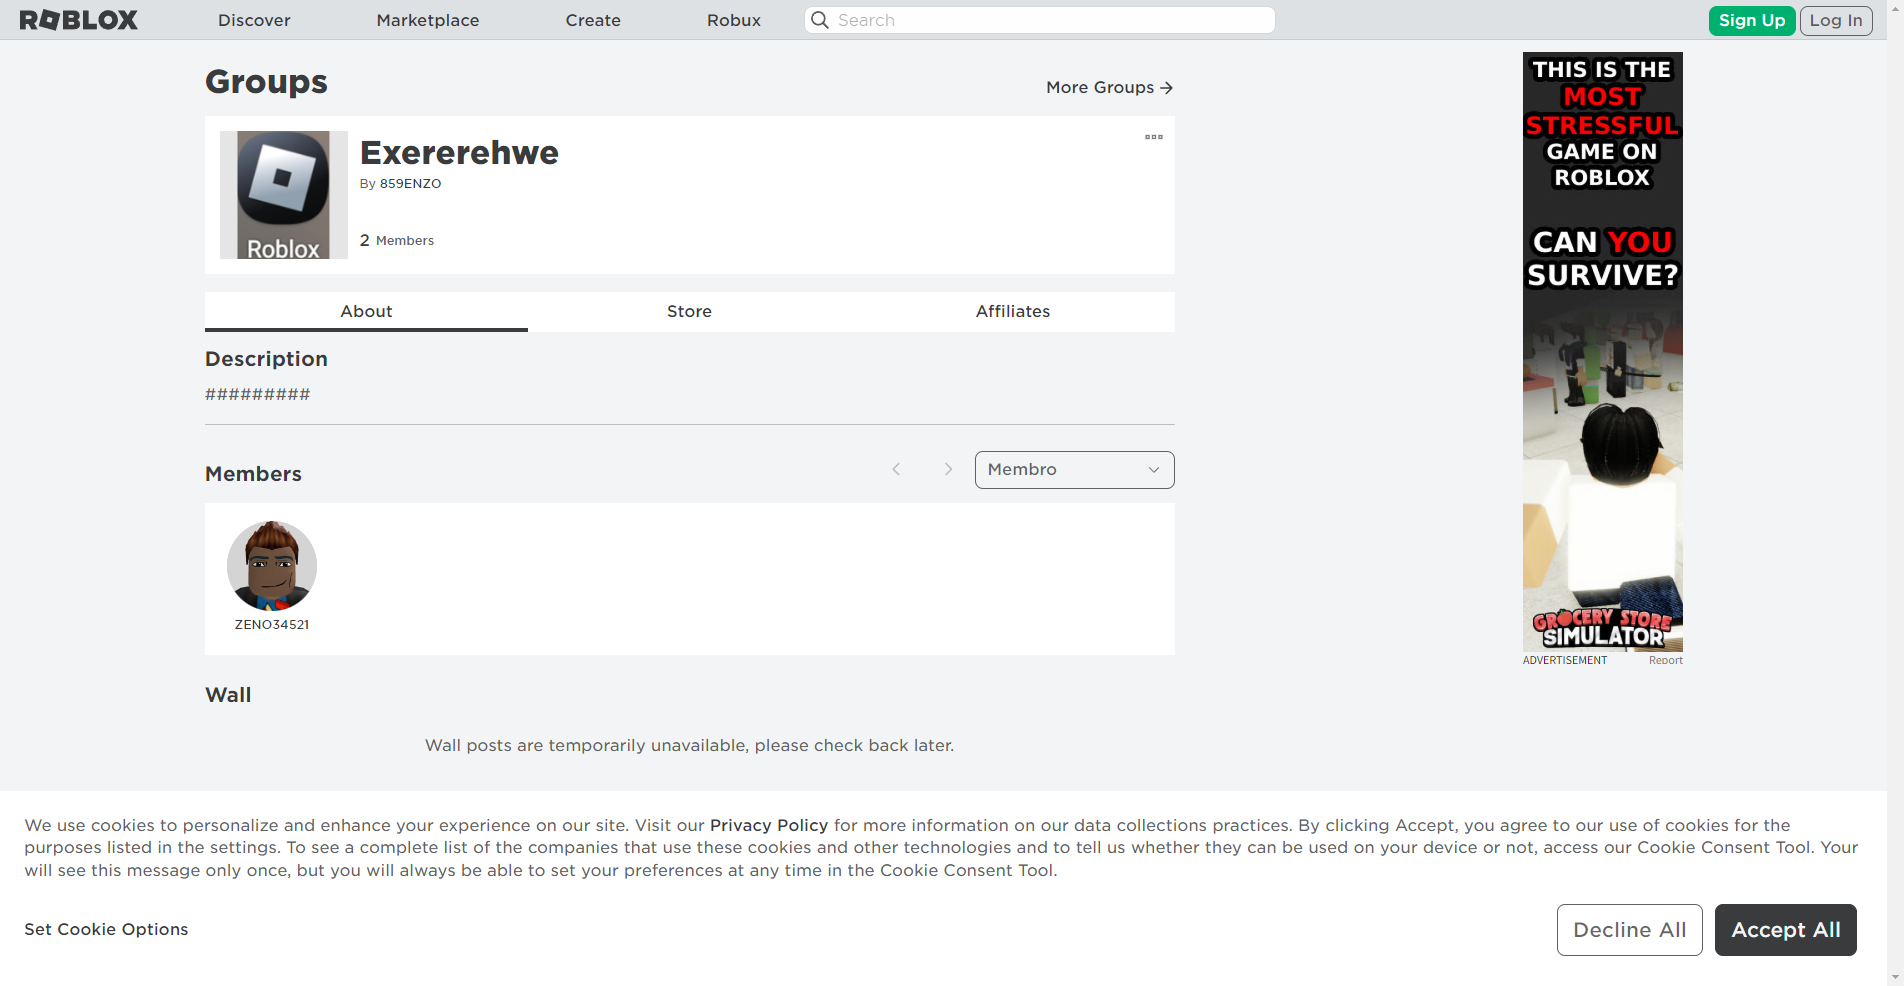 ROBLOX
Discover
Marketplace
Create
Robux
Search
Sign Up
Log In
Groups
More Groups →
Roblox
Exererehwe
By 859ENZO
2 Members
About
Store
Affiliates
Description
#########
Members
Membro
ZENO34521
Wall
Wall posts are temporarily unavailable, please check back later.
THIS IS THE
MOST
STRESSFUL
GAME ON
ROBLOX
CAN YOU
SURVIVE?
GROCERY STORE
SIMULATOR
ADVERTISEMENT
Report
We use cookies to personalize and enhance your experience on our site. Visit our Privacy Policy for more information on our data collections practices. By clicking Accept, you agree to our use of cookies for the
purposes listed in the settings. To see a complete list of the companies that use these cookies and other technologies and to tell us whether they can be used on your device or not, access our Cookie Consent Tool. Your
will see this message only once, but you will always be able to set your preferences at any time in the Cookie Consent Tool.
Set Cookie Options
Decline All
Accept All